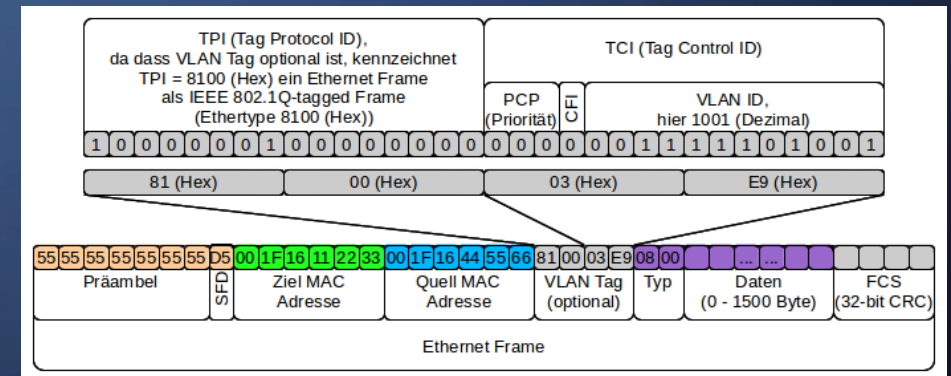 TPI (Tag Protocol ID),
da dass VLAN Tag optional ist, kennzeichnet
TPI = 8100 (Hex) ein Ethernet Frame
als IEEE 802.1Q-tagged Frame
(Ethertype 8100 (Hex))
TCI (Tag Control ID)
PCP
(Priorität)
CFI
VLAN ID,
hier 1001 (Dezimal)
1 0 0 0 0 0 0 1 0 0 0 0 0 0 0 0 0 0 0 0 0 0 1 1 1 1 1 0 1 0 0 1
81 (Hex) 00 (Hex) 03 (Hex) E9 (Hex)
55 55 55 55 55 55 55 D5 00 1F 16 11 22 33 00 1F 16 44 55 66 81 00 03 E9 08 00 ... ...
Präambel
SFD
Ziel MAC
Adresse
Quell MAC
Adresse
VLAN Tag
(optional)
Typ
Daten
(0 - 1500 Byte)
FCS
(32-bit CRC)
Ethernet Frame